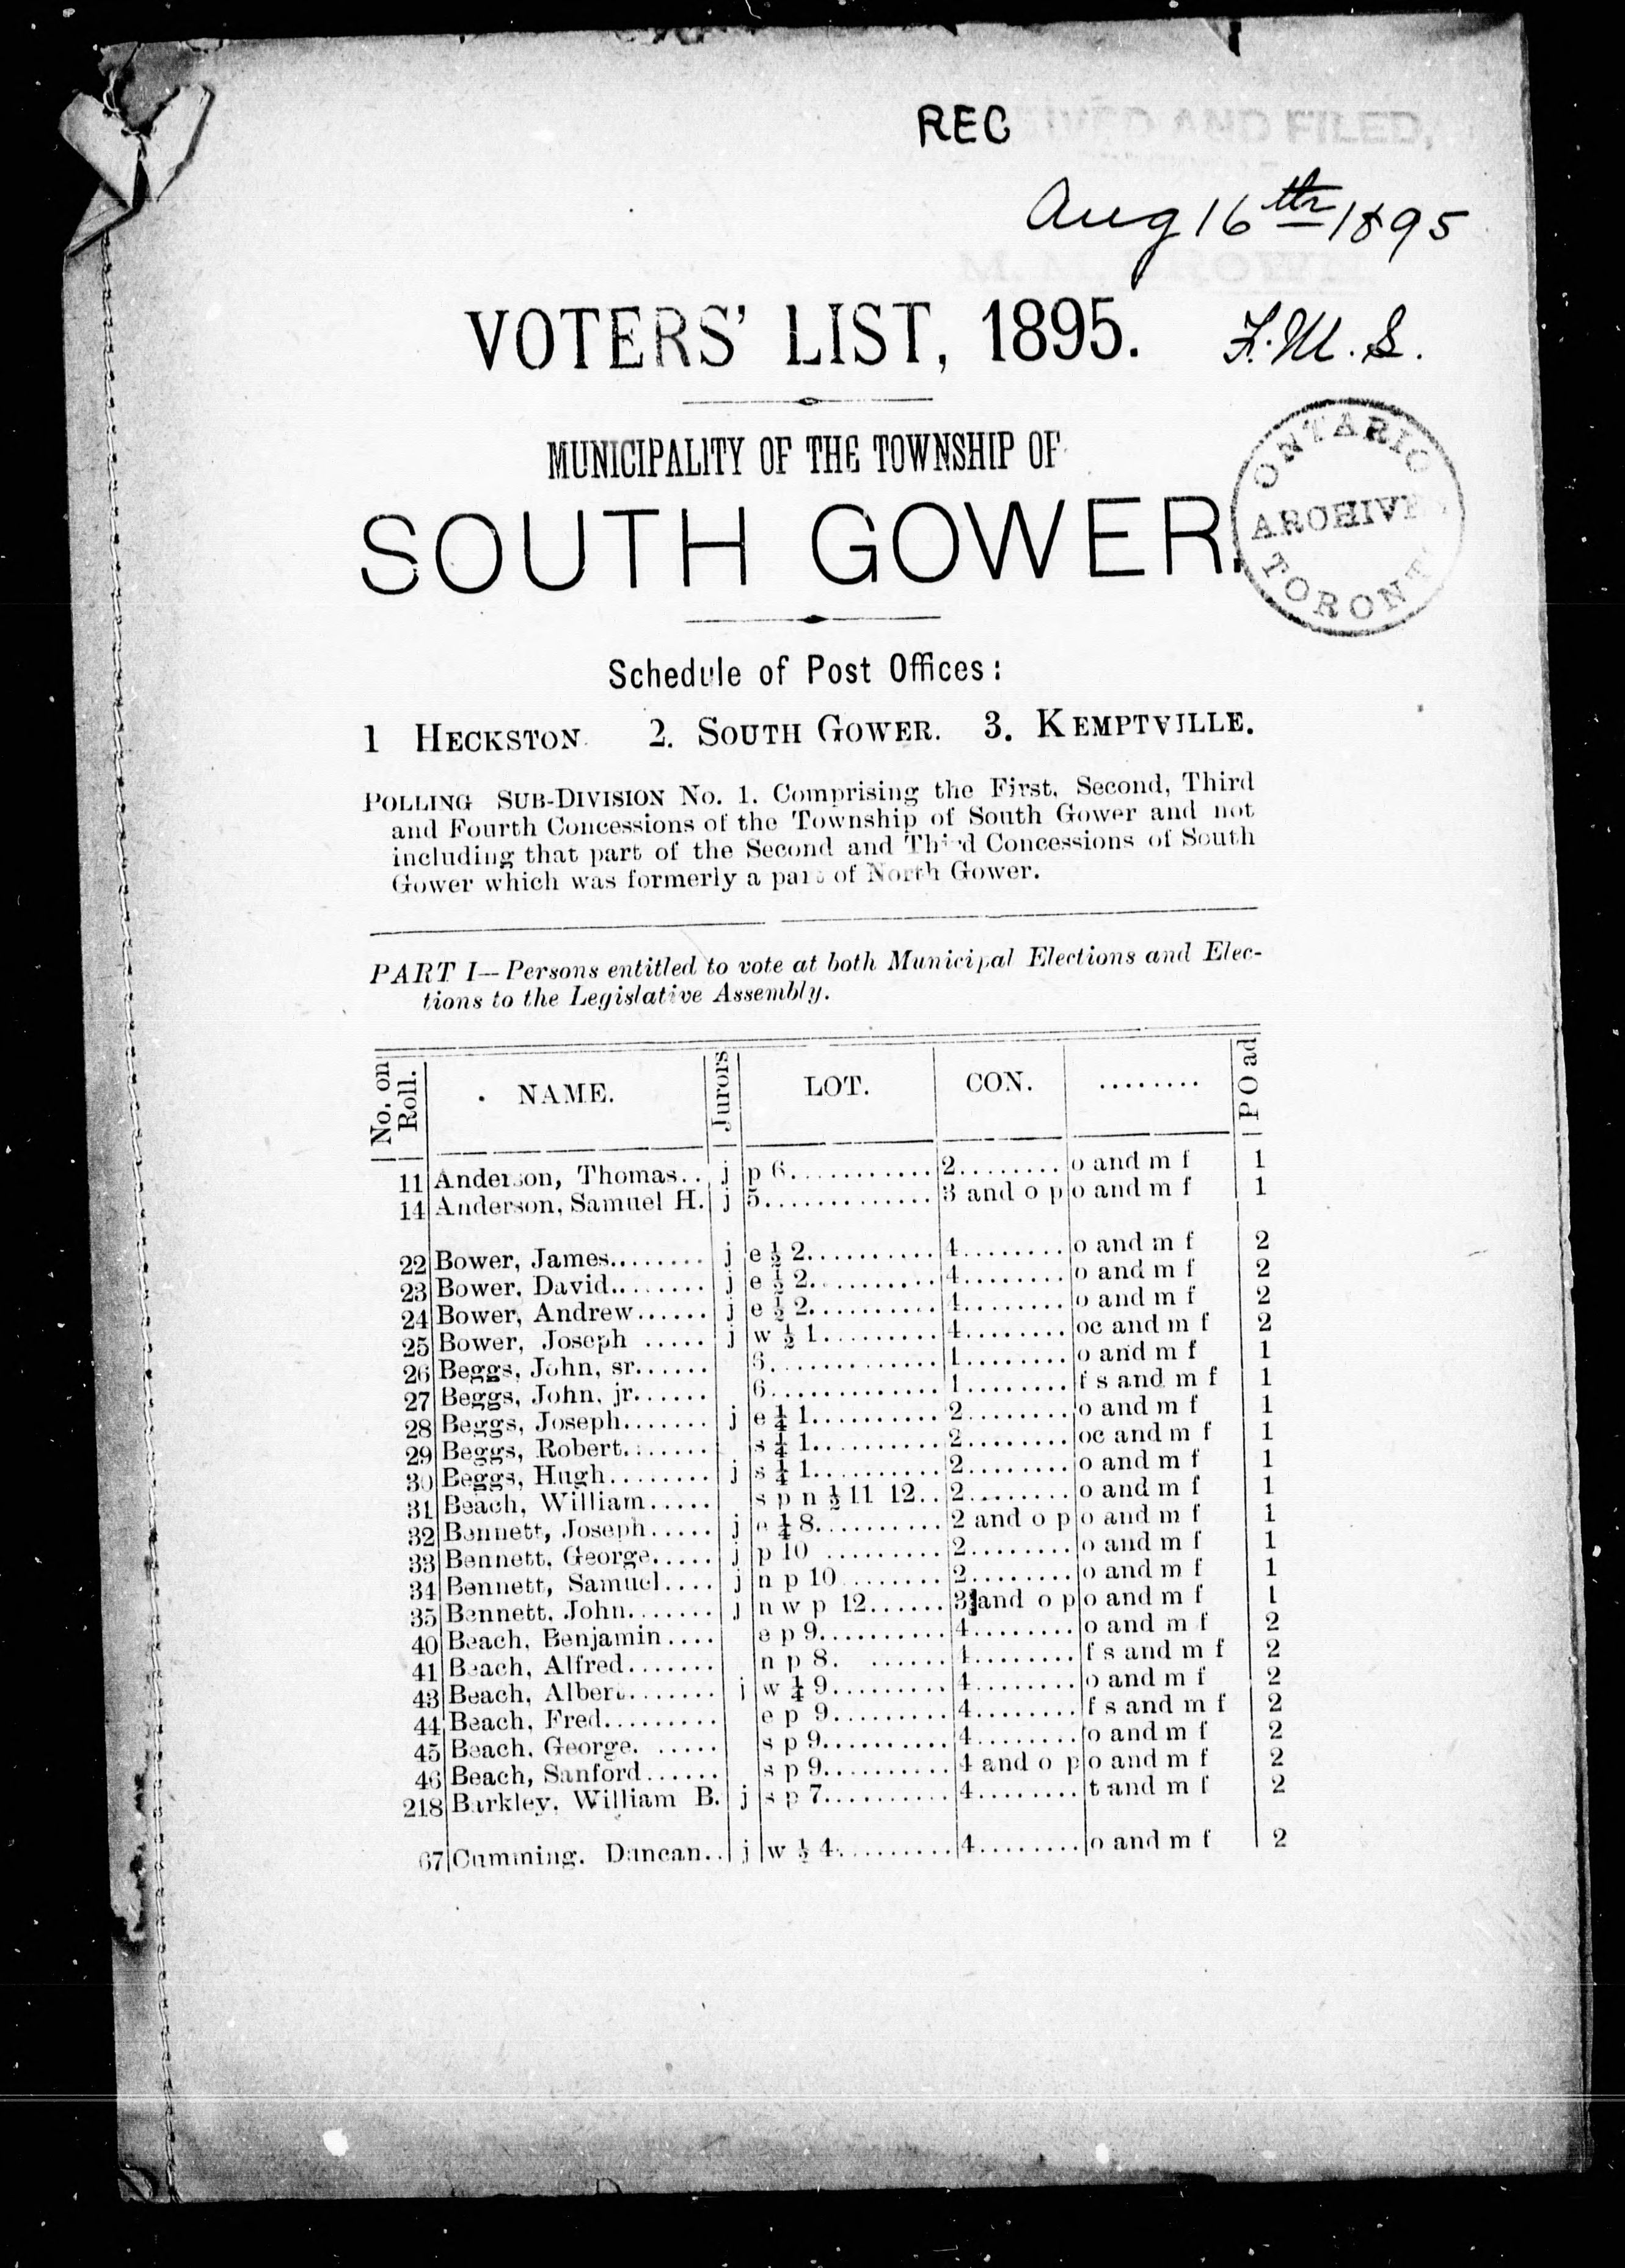 REC IVED AND FILED,
Aug 16th 1895
VOTERS' LIST, 1895.
F. M. S.
MUNICIPALITY OF THE TOWNSHIP OF
SOUTH GOWER.
ONTARIO
ARCHIVES
TORONT
Schedule of Post Offices:
1 HECKSTON 2. SOUTH GOWER. 3. KEMPTVILLE.
POLLING SUB-DIVISION No. 1. Comprising the First, Second, Third
and Fourth Concessions of the Township of South Gower and not
including that part of the Second and Third Concessions of South
Gower which was formerly a part of North Gower.
PART I—Persons entitled to vote at both Municipal Elections and Elec-
tions to the Legislative Assembly.
No. on Roll. NAME. Jurors LOT. CON. ........ P O ad
11 Anderson, Thomas.. j p 6............ 2........ o and m f 1
14 Anderson, Samuel H. j 5............. 3 and o p o and m f 1
22 Bower, James........ j e ½ 2........... 4........ o and m f 2
23 Bower, David........ j e ½ 2.......... 4........ o and m f 2
24 Bower, Andrew...... j e ½ 2........... 4........ o and m f 2
25 Bower, Joseph ..... j w ½ 1.......... 4........ oc and m f 2
26 Beggs, John, sr...... 6............. 1......... o and m f 1
27 Beggs, John, jr...... 6............. 1........ f s and m f 1
28 Beggs, Joseph....... j e ¼ 1.......... 2........ o and m f 1
29 Beggs, Robert....... s ¼ 1.......... 2........ oc and m f 1
30 Beggs, Hugh........ j s ¼ 1.......... 2........ o and m f 1
31 Beach, William..... s p n ½ 11 12.. 2........ o and m f 1
32 Bennett, Joseph..... j e ¼ 8.......... 2 and o p o and m f 1
33 Bennett, George..... j p 10 ......... 2........ o and m f 1
34 Bennett, Samuel.... j n p 10........ 2........ o and m f 1
35 Bennett, John....... j n w p 12...... 3 and o p o and m f 1
40 Beach, Benjamin.... e p 9.......... 4........ o and m f 2
41 Beach, Alfred....... n p 8. ...... 4........ f s and m f 2
43 Beach, Albert....... j w ¼ 9......... 4........ o and m f 2
44 Beach, Fred......... e p 9......... 4........ f s and m f 2
45 Beach, George. ..... s p 9.......... 4........ o and m f 2
46 Beach, Sanford...... s p 9.......... 4 and o p o and m f 2
218 Barkley, William B. j s p 7.......... 4........ t and m f 2
67 Cumming, Duncan.. j w ½ 4......... 4........ o and m f 2